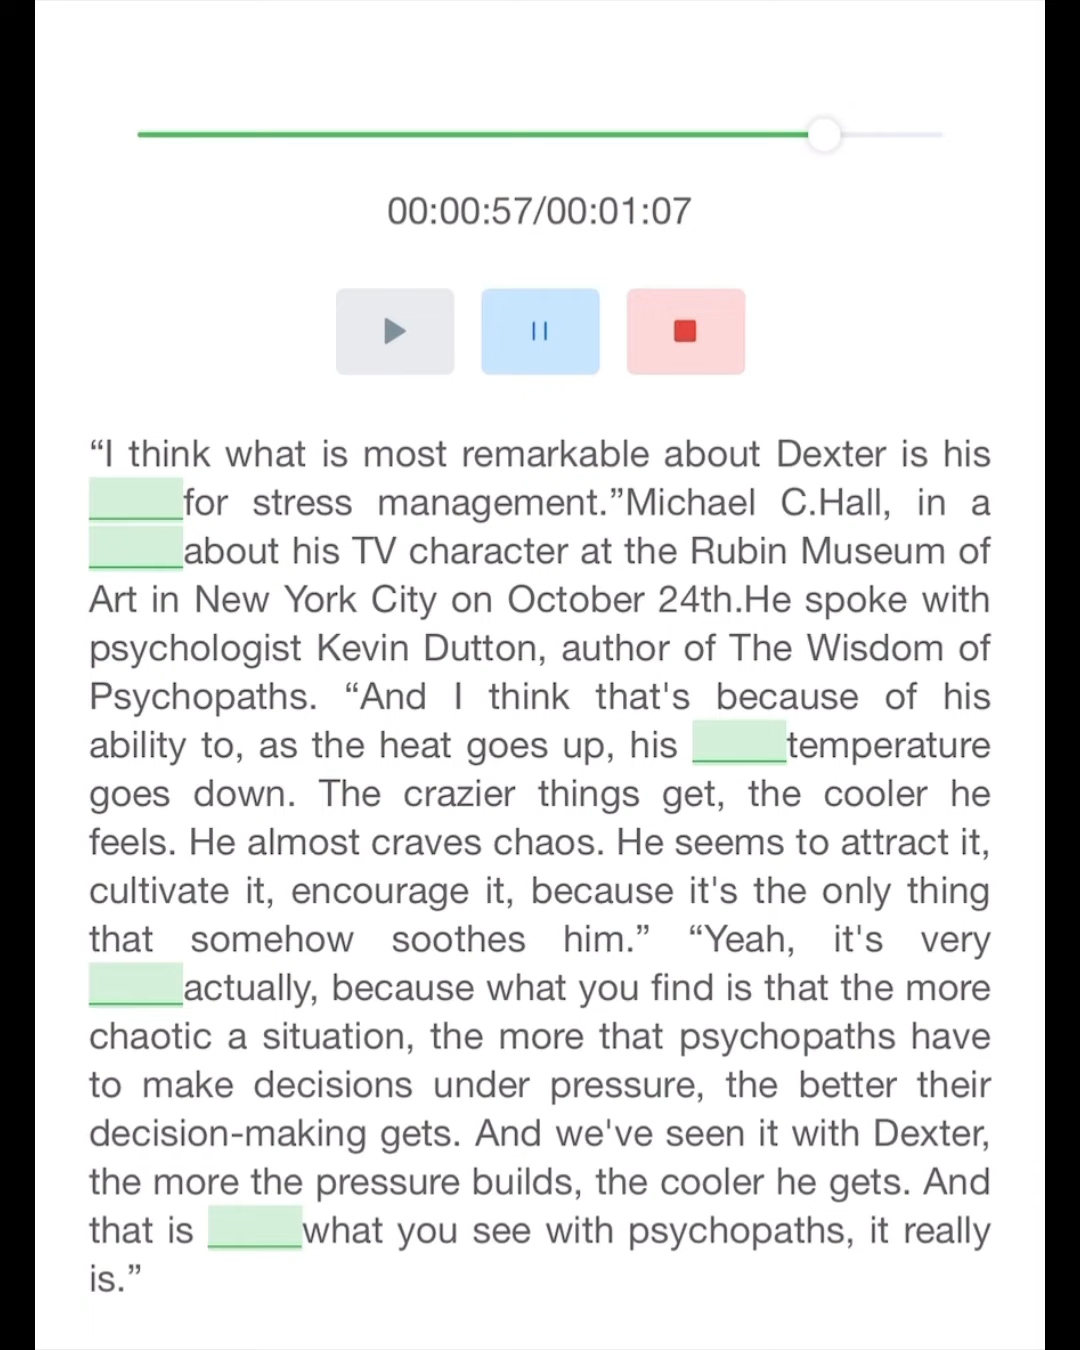 00:00:57/00:01:07
“I think what is most remarkable about Dexter is his
for stress management.”Michael C.Hall, in a
about his TV character at the Rubin Museum of
Art in New York City on October 24th.He spoke with
psychologist Kevin Dutton, author of The Wisdom of
Psychopaths. “And I think that's because of his
ability to, as the heat goes up, his temperature
goes down. The crazier things get, the cooler he
feels. He almost craves chaos. He seems to attract it,
cultivate it, encourage it, because it's the only thing
that somehow soothes him.” “Yeah, it's very
actually, because what you find is that the more
chaotic a situation, the more that psychopaths have
to make decisions under pressure, the better their
decision-making gets. And we've seen it with Dexter,
the more the pressure builds, the cooler he gets. And
that is what you see with psychopaths, it really
is.”